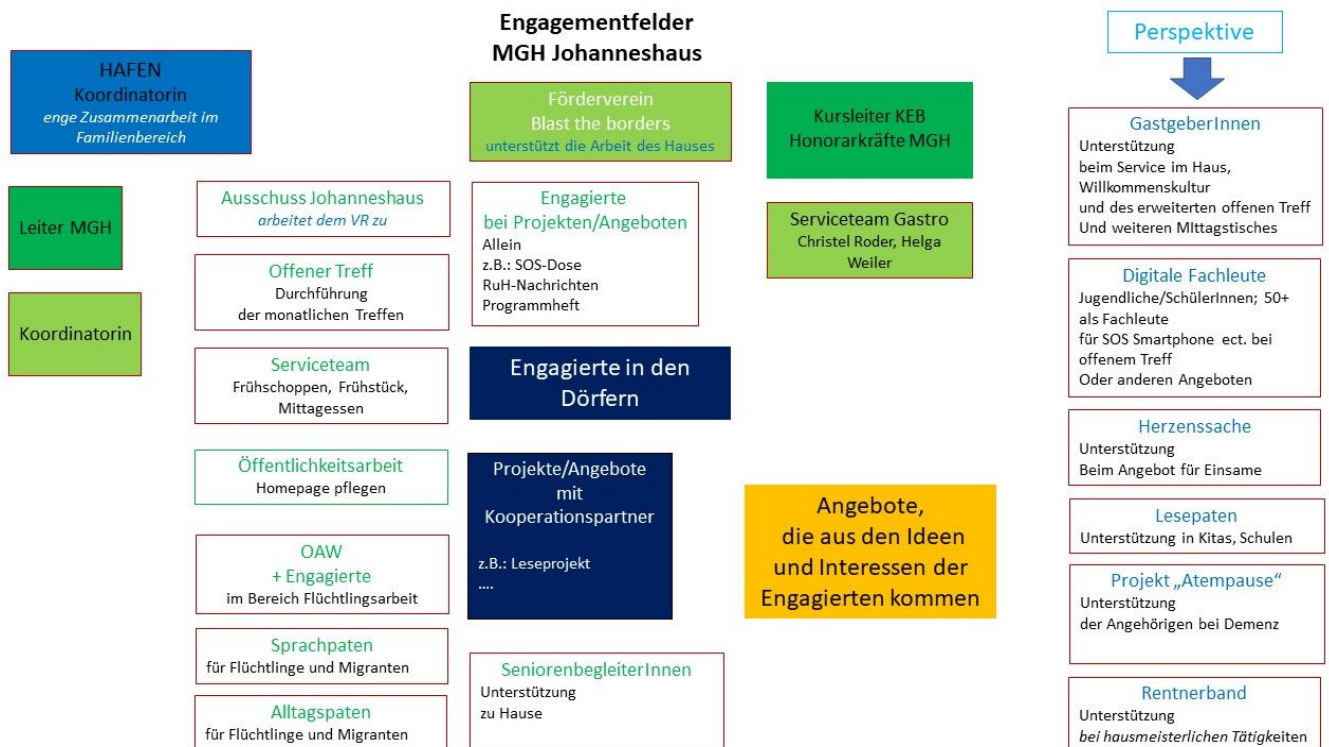 Engagementfelder
MGH Johanneshaus
HAFEN
Koordinatorin
enge Zusammenarbeit im
Familienbereich
Leiter MGH
Koordinatorin
Ausschuss Johanneshaus
arbeitet dem VR zu
Offener Treff
Durchführung
der monatlichen Treffen
Serviceteam
Frühschoppen, Frühstück,
Mittagessen
Öffentlichkeitsarbeit
Homepage pflegen
OAW
+ Engagierte
im Bereich Flüchtlingsarbeit
Sprachpaten
für Flüchtlinge und Migranten
Alltagspaten
für Flüchtlinge und Migranten
Förderverein
Blast the borders
unterstützt die Arbeit des Hauses
Engagierte
bei Projekten/Angeboten
Allein
z.B.: SOS-Dose
RuH-Nachrichten
Programmheft
Engagierte in den
Dörfern
Projekte/Angebote
mit
Kooperationspartner
z.B.: Leseprojekt
....
SeniorenbegleiterInnen
Unterstützung
zu Hause
Kursleiter KEB
Honorarkräfte MGH
Serviceteam Gastro
Christel Roder, Helga
Weiler
Angebote,
die aus den Ideen
und Interessen der
Engagierten kommen
Perspektive
GastgeberInnen
Unterstützung
beim Service im Haus,
Willkommenskultur
und des erweiterten offenen Treff
Und weiteren MIttagstisches
Digitale Fachleute
Jugendliche/SchülerInnen; 50+
als Fachleute
für SOS Smartphone ect. bei
offenem Treff
Oder anderen Angeboten
Herzenssache
Unterstützung
Beim Angebot für Einsame
Lesepaten
Unterstützung in Kitas, Schulen
Projekt „Atempause“
Unterstützung
der Angehörigen bei Demenz
Rentnerband
Unterstützung
bei hausmeisterlichen Tätigkeiten